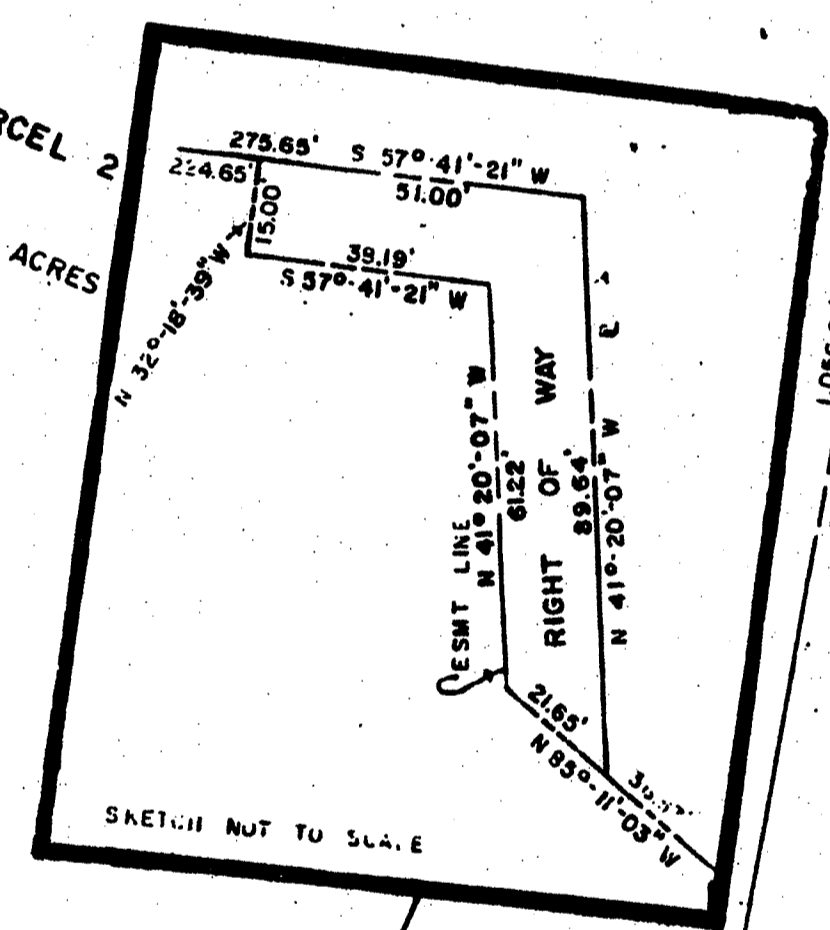 PARCEL 2
ACRES
275.65' S 57°-41'-21" W
224.65' 51.00'
15.00'
N 32°-18'-39" W
39.19'
S 57°-41'-21" W
ESMT LINE
N 41° 20'-07" W
61.22'
RIGHT OF WAY
89.64'
N 41°-20'-07" W
21.65'
N 85°-11'-03" W
SKETCH NOT TO SCALE